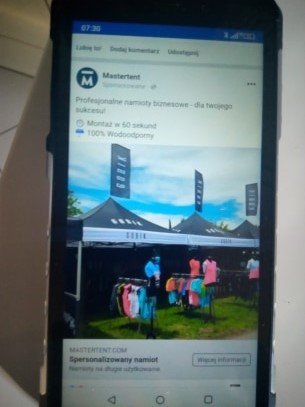 07:30
Lubię to! Dodaj komentarz Udostępnij
Mastertent
Sponsorowane
Profesjonalne namioty biznesowe - dla twojego
sukcesu!
Montaż w 60 sekund
100% Wodoodporny
MASTERTENT.COM
Spersonalizowany namiot
Namioty na długie użytkowanie
Więcej informacji